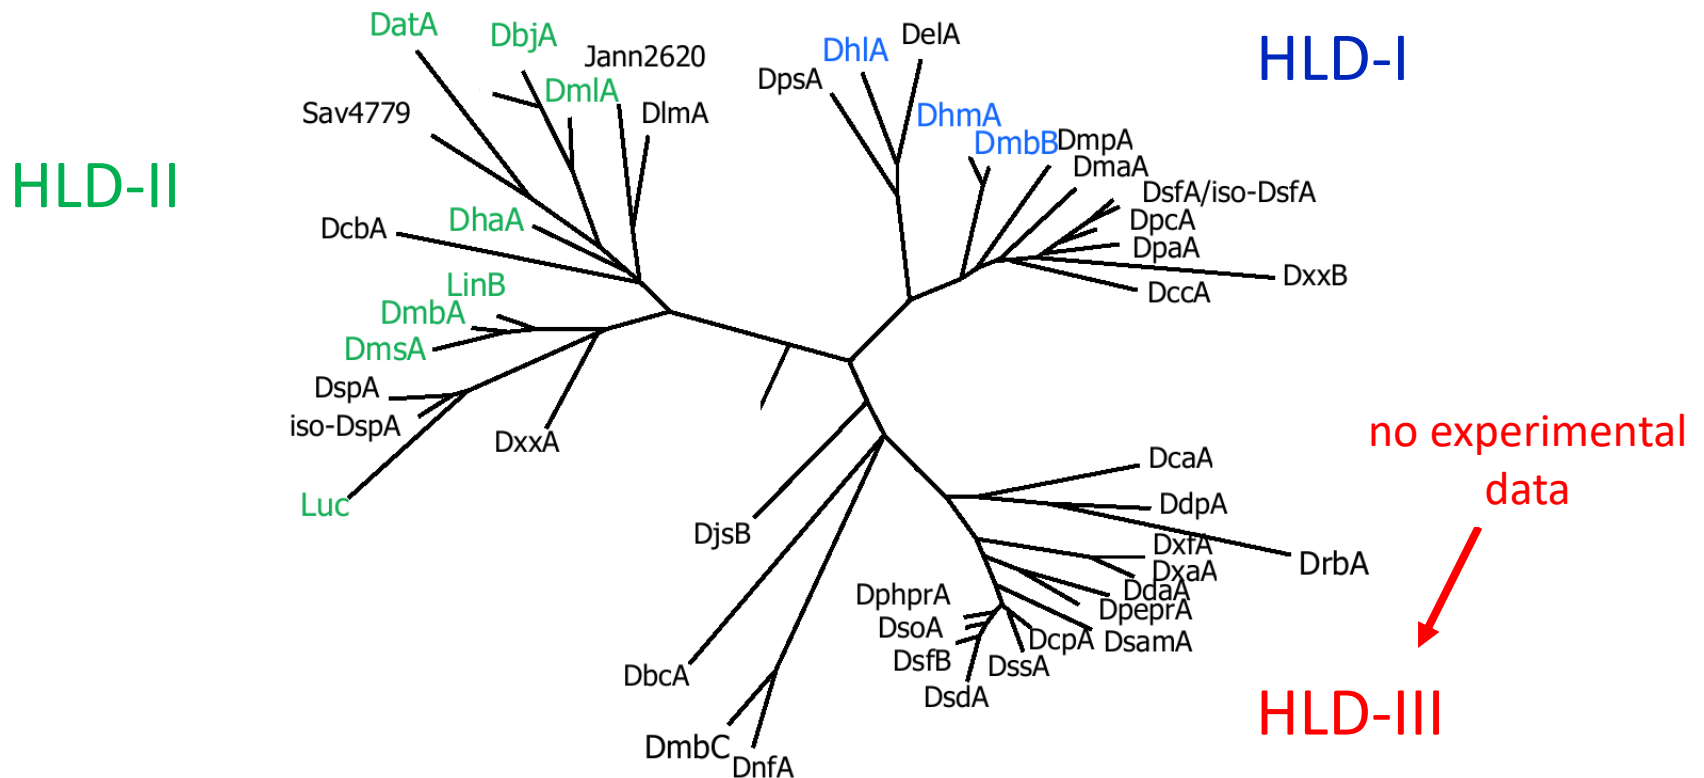 DatA
DbjA
Jann2620
DmlA
DlmA
Sav4779
HLD-II
DhaA
DcbA
LinB
DmbA
DmsA
DspA
iso-DspA
DxxA
Luc
DpsA
DhlA
DelA
HLD-I
DhmA
DmbB
DmpA
DmaA
DsfA/iso-DsfA
DpcA
DpaA
DxxB
DccA
no experimental
data
DcaA
DdpA
DrbA
DxfA
DxaA
DdaA
DpeprA
DsamA
DcpA
DssA
DphprA
DsoA
DsfB
DsdA
DjsB
DbcA
DmbC
DnfA
HLD-III